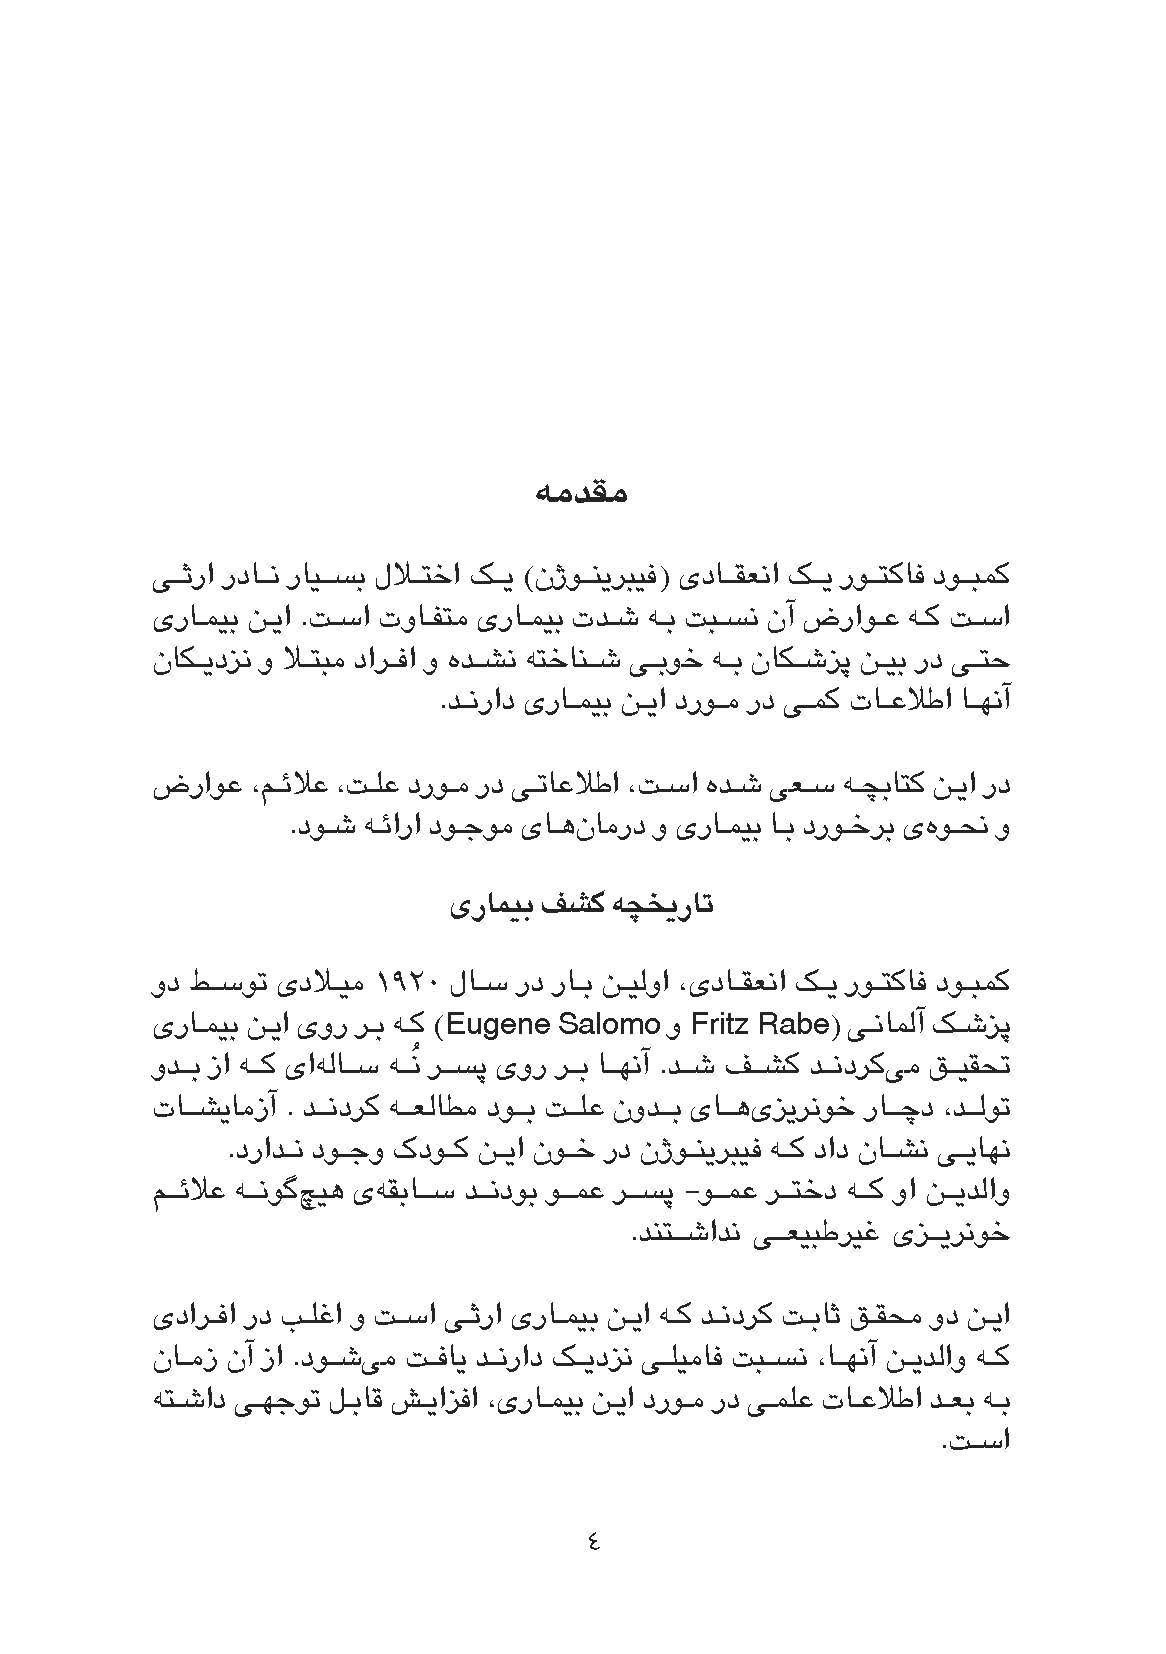 مقدمه
کمبود فاکتور یک انعقادی (فیبرینوژن) یک اختلال بسیار نادر ارثی
است که عوارض آن نسبت به شدت بیماری متفاوت است. این بیماری
حتی در بین پزشکان به خوبی شناخته نشده و افراد مبتلا و نزدیکان
آنها اطلاعات کمی در مورد این بیماری دارند.
در این کتابچه سعی شده است، اطلاعاتی در مورد علت، علائم، عوارض
و نحوه‌ی برخورد با بیماری و درمان‌های موجود ارائه شود.
تاریخچه کشف بیماری
کمبود فاکتور یک انعقادی، اولین بار در سال ۱۹۲۰ میلادی توسط دو
پزشک آلمانی (Fritz Rabe و Eugene Salomo) که بر روی این بیماری
تحقیق می‌کردند کشف شد. آنها بر روی پسر نُه ساله‌ای که از بدو
تولد، دچار خونریزی‌های بدون علت بود مطالعه کردند . آزمایشات
نهایی نشان داد که فیبرینوژن در خون این کودک وجود ندارد.
والدین او که دختر عمو- پسر عمو بودند سابقه‌ی هیچ‌گونه علائم
خونریزی غیرطبیعی نداشتند.
این دو محقق ثابت کردند که این بیماری ارثی است و اغلب در افرادی
که والدین آنها، نسبت فامیلی نزدیک دارند یافت می‌شود. از آن زمان
به بعد اطلاعات علمی در مورد این بیماری، افزایش قابل توجهی داشته
است.
٤